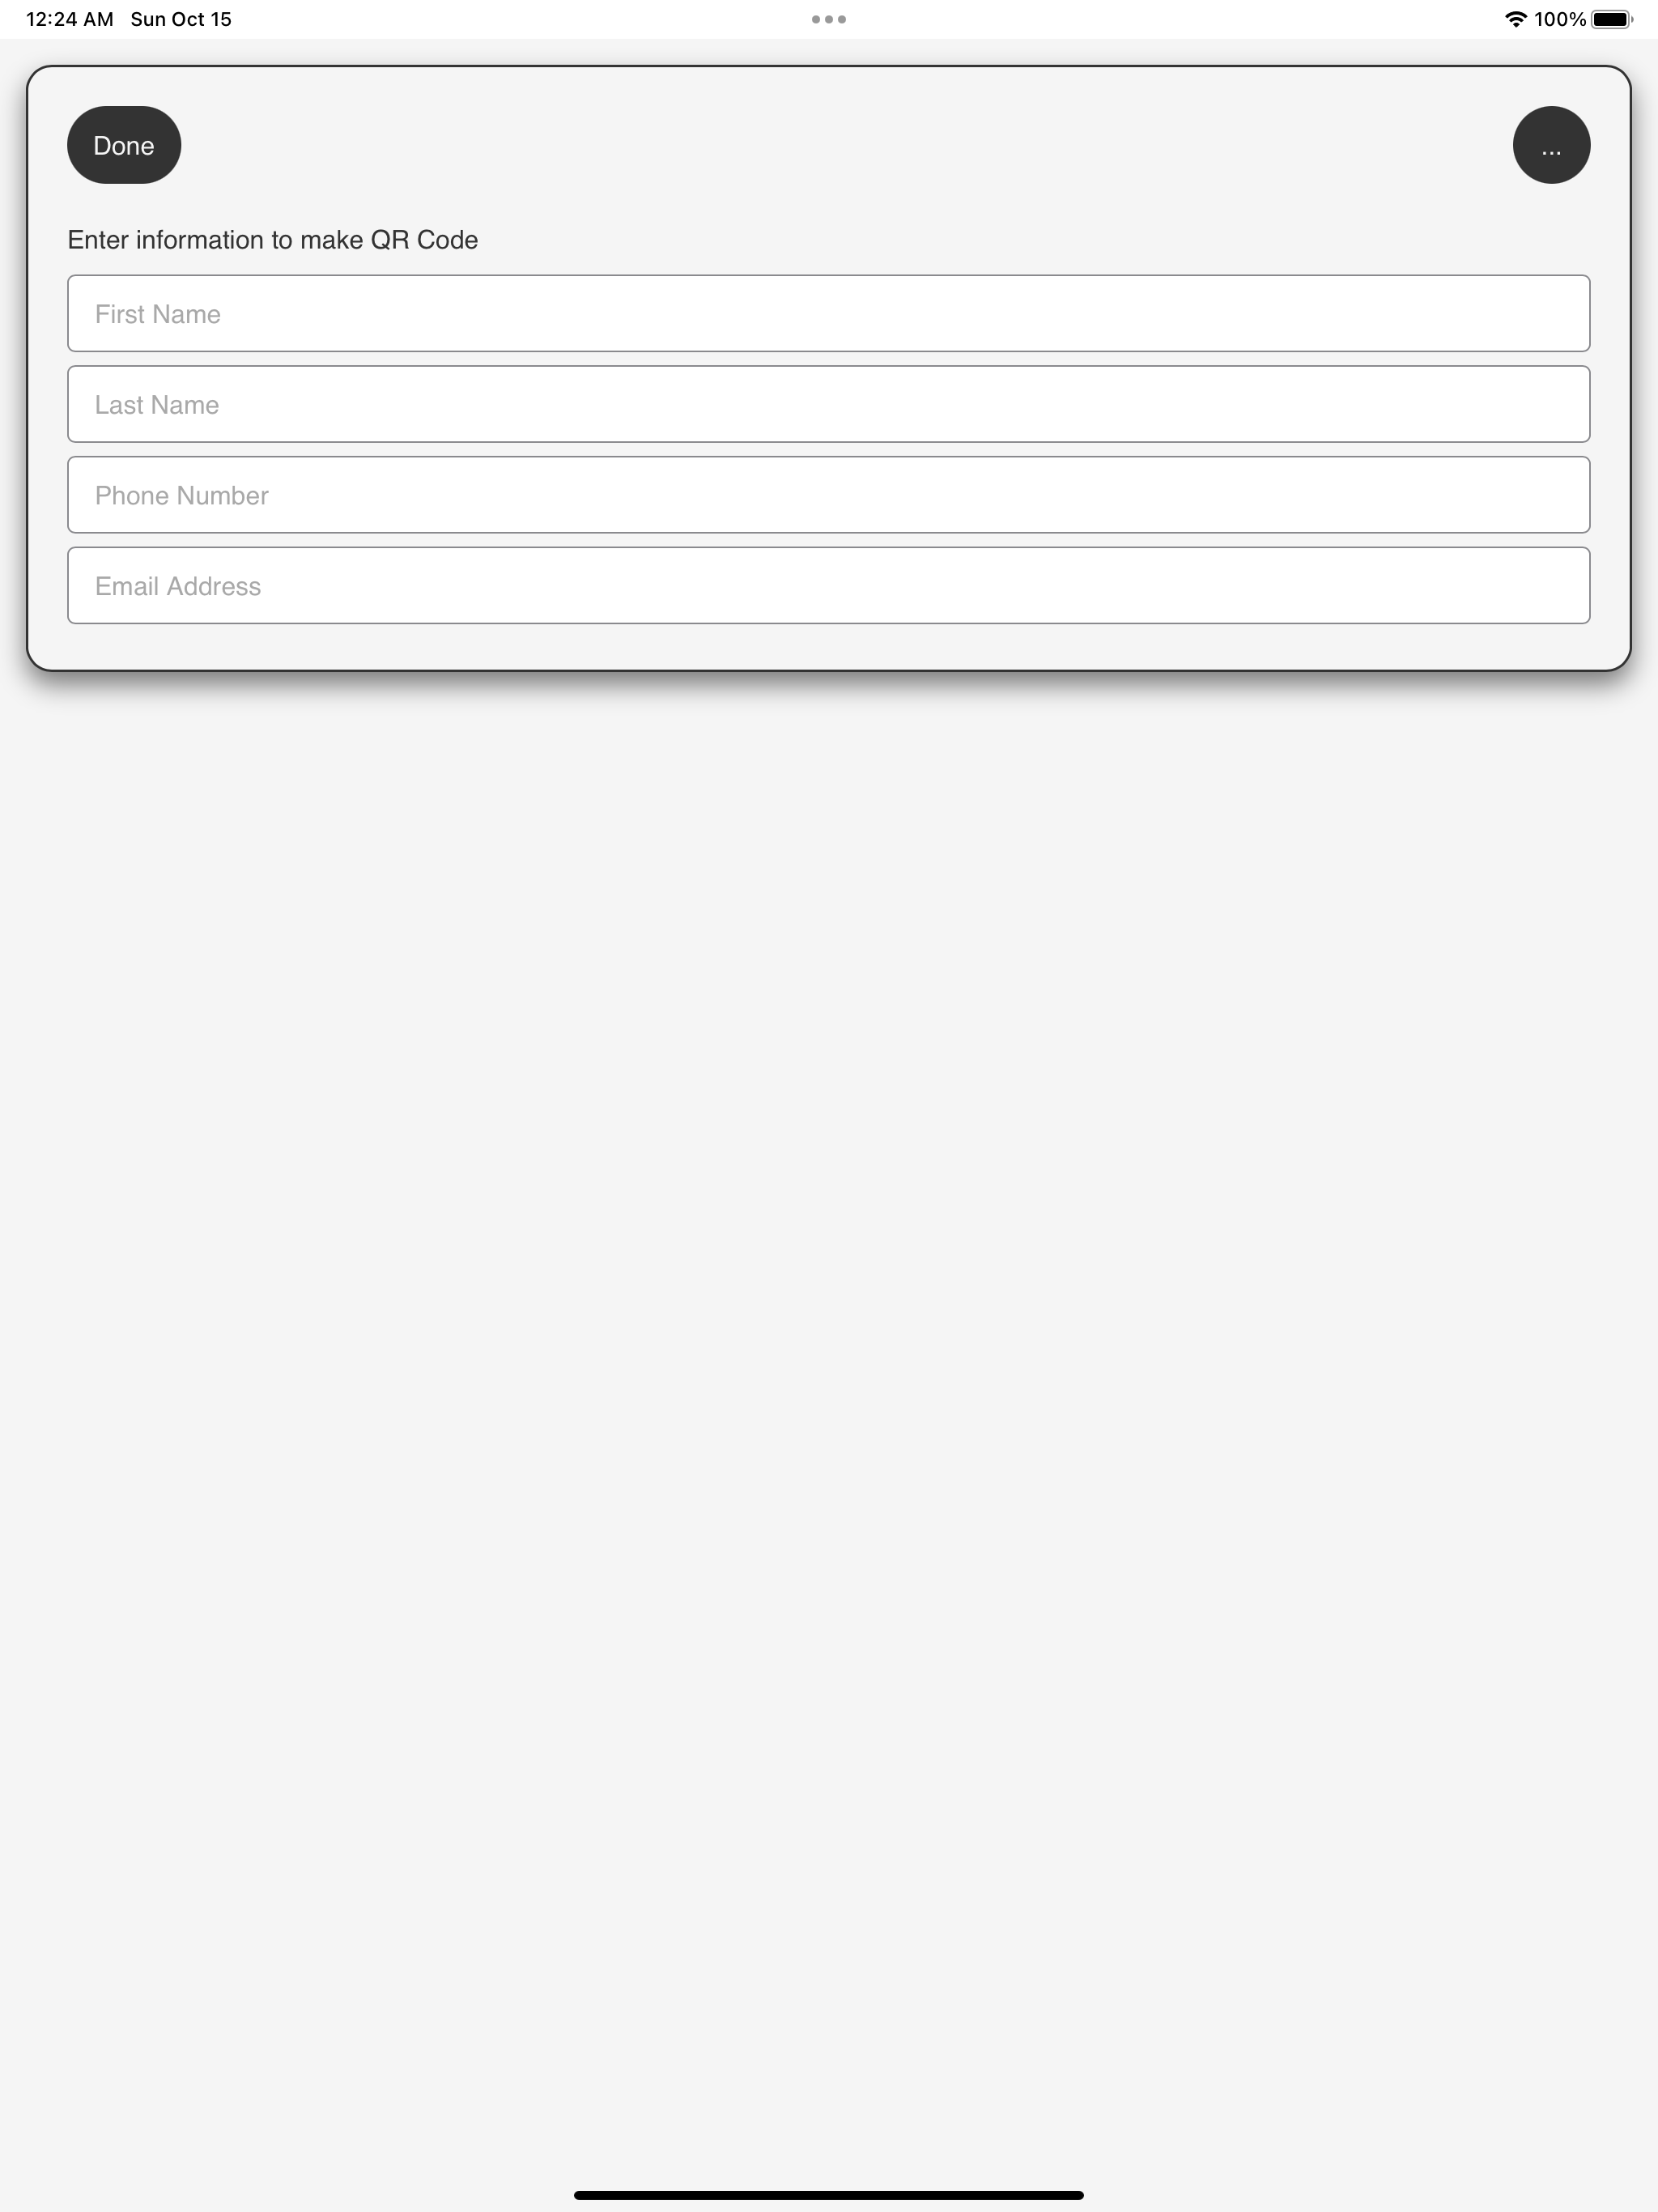 12:24 AM Sun Oct 15 100%
Done ...
Enter information to make QR Code
First Name
Last Name
Phone Number
Email Address